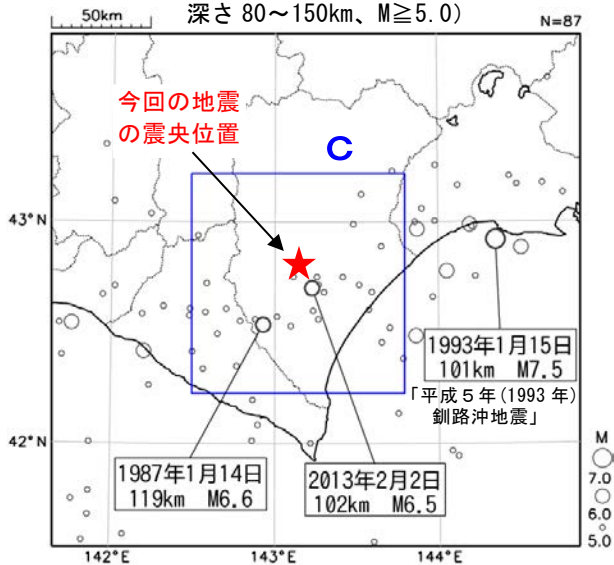 50km
深さ 80～150km、M≧5.0)
N=87
今回の地震
の震央位置
C
43°N
1993年1月15日
101km M7.5
「平成５年(1993 年)
釧路沖地震」
42°N
1987年1月14日
119km M6.6
2013年2月2日
102km M6.5
M
7.0
6.0
5.0
142°E
143°E
144°E